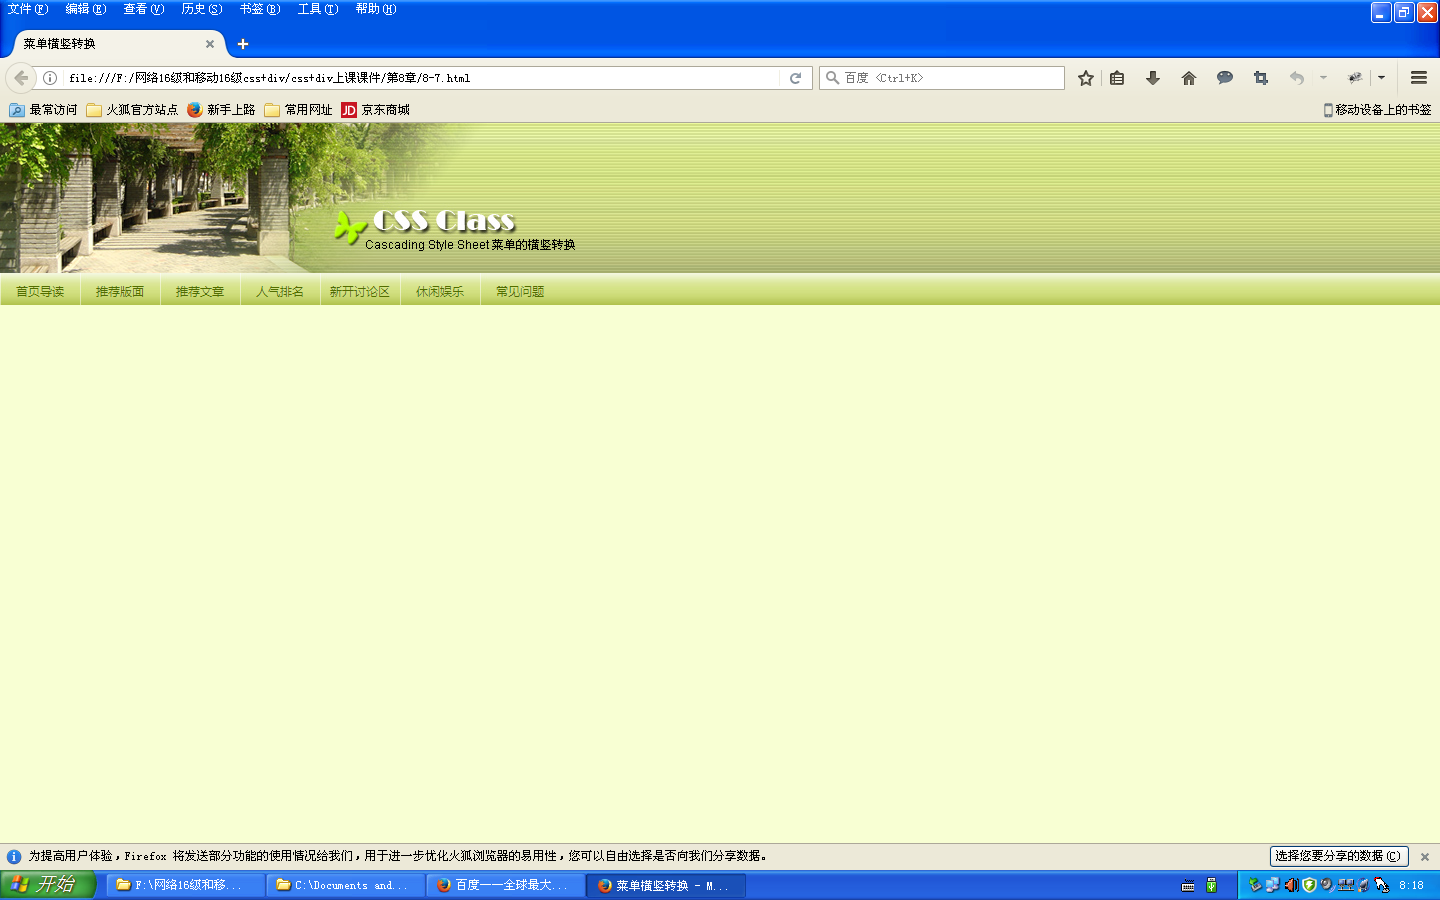 文件(F) 编辑(E) 查看(V) 历史(S) 书签(B) 工具(T) 帮助(H)
菜单横竖转换
file:///F:/网络16级和移动16级css+div/css+div上课课件/第8章/8-7.html
百度 <Ctrl+K>
最常访问 火狐官方站点 新手上路 常用网址 JD 京东商城 移动设备上的书签
CSS Class
Cascading Style Sheet 菜单的横竖转换
首页导读 推荐版面 推荐文章 人气排名 新开讨论区 休闲娱乐 常见问题
为提高用户体验，Firefox 将发送部分功能的使用情况给我们，用于进一步优化火狐浏览器的易用性，您可以自由选择是否向我们分享数据。 选择您要分享的数据(C)
开始 F:\网络16级和移... C:\Documents and... 百度一一全球最大... 菜单横竖转换 - M... 8:18